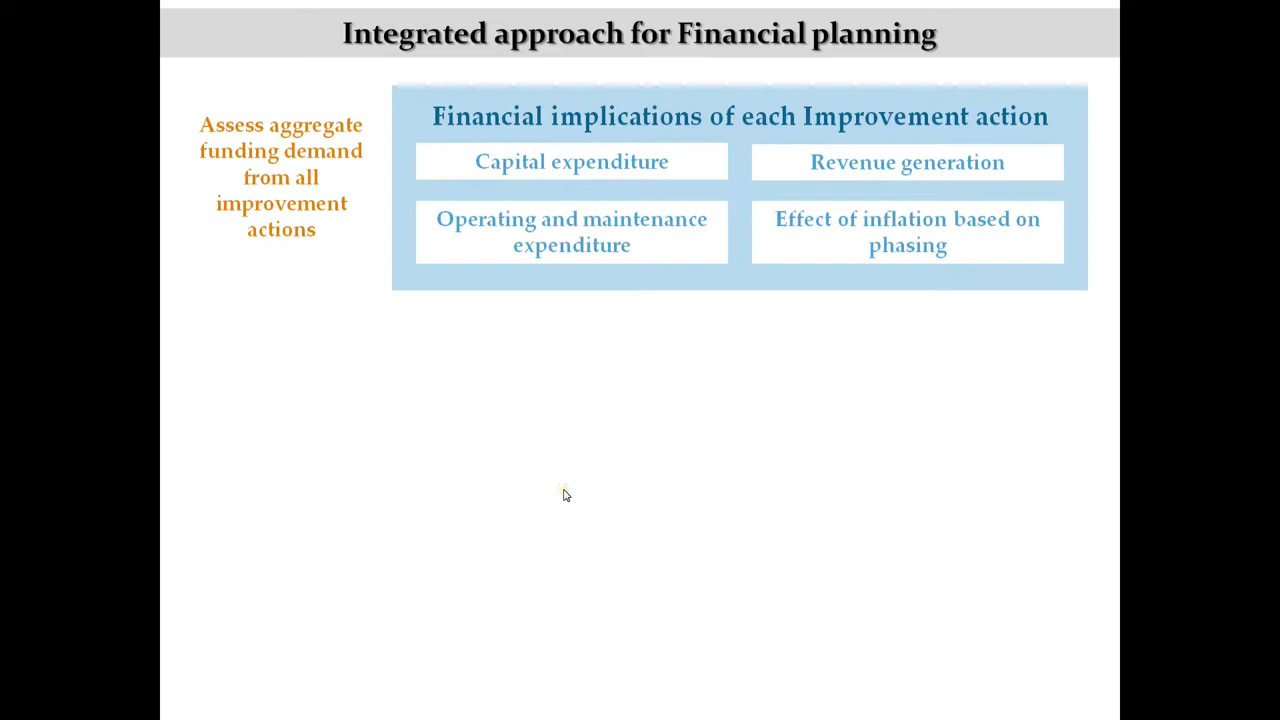 Integrated approach for Financial planning
Assess aggregate
funding demand
from all
improvement
actions
Financial implications of each Improvement action
Capital expenditure
Revenue generation
Operating and maintenance
expenditure
Effect of inflation based on
phasing